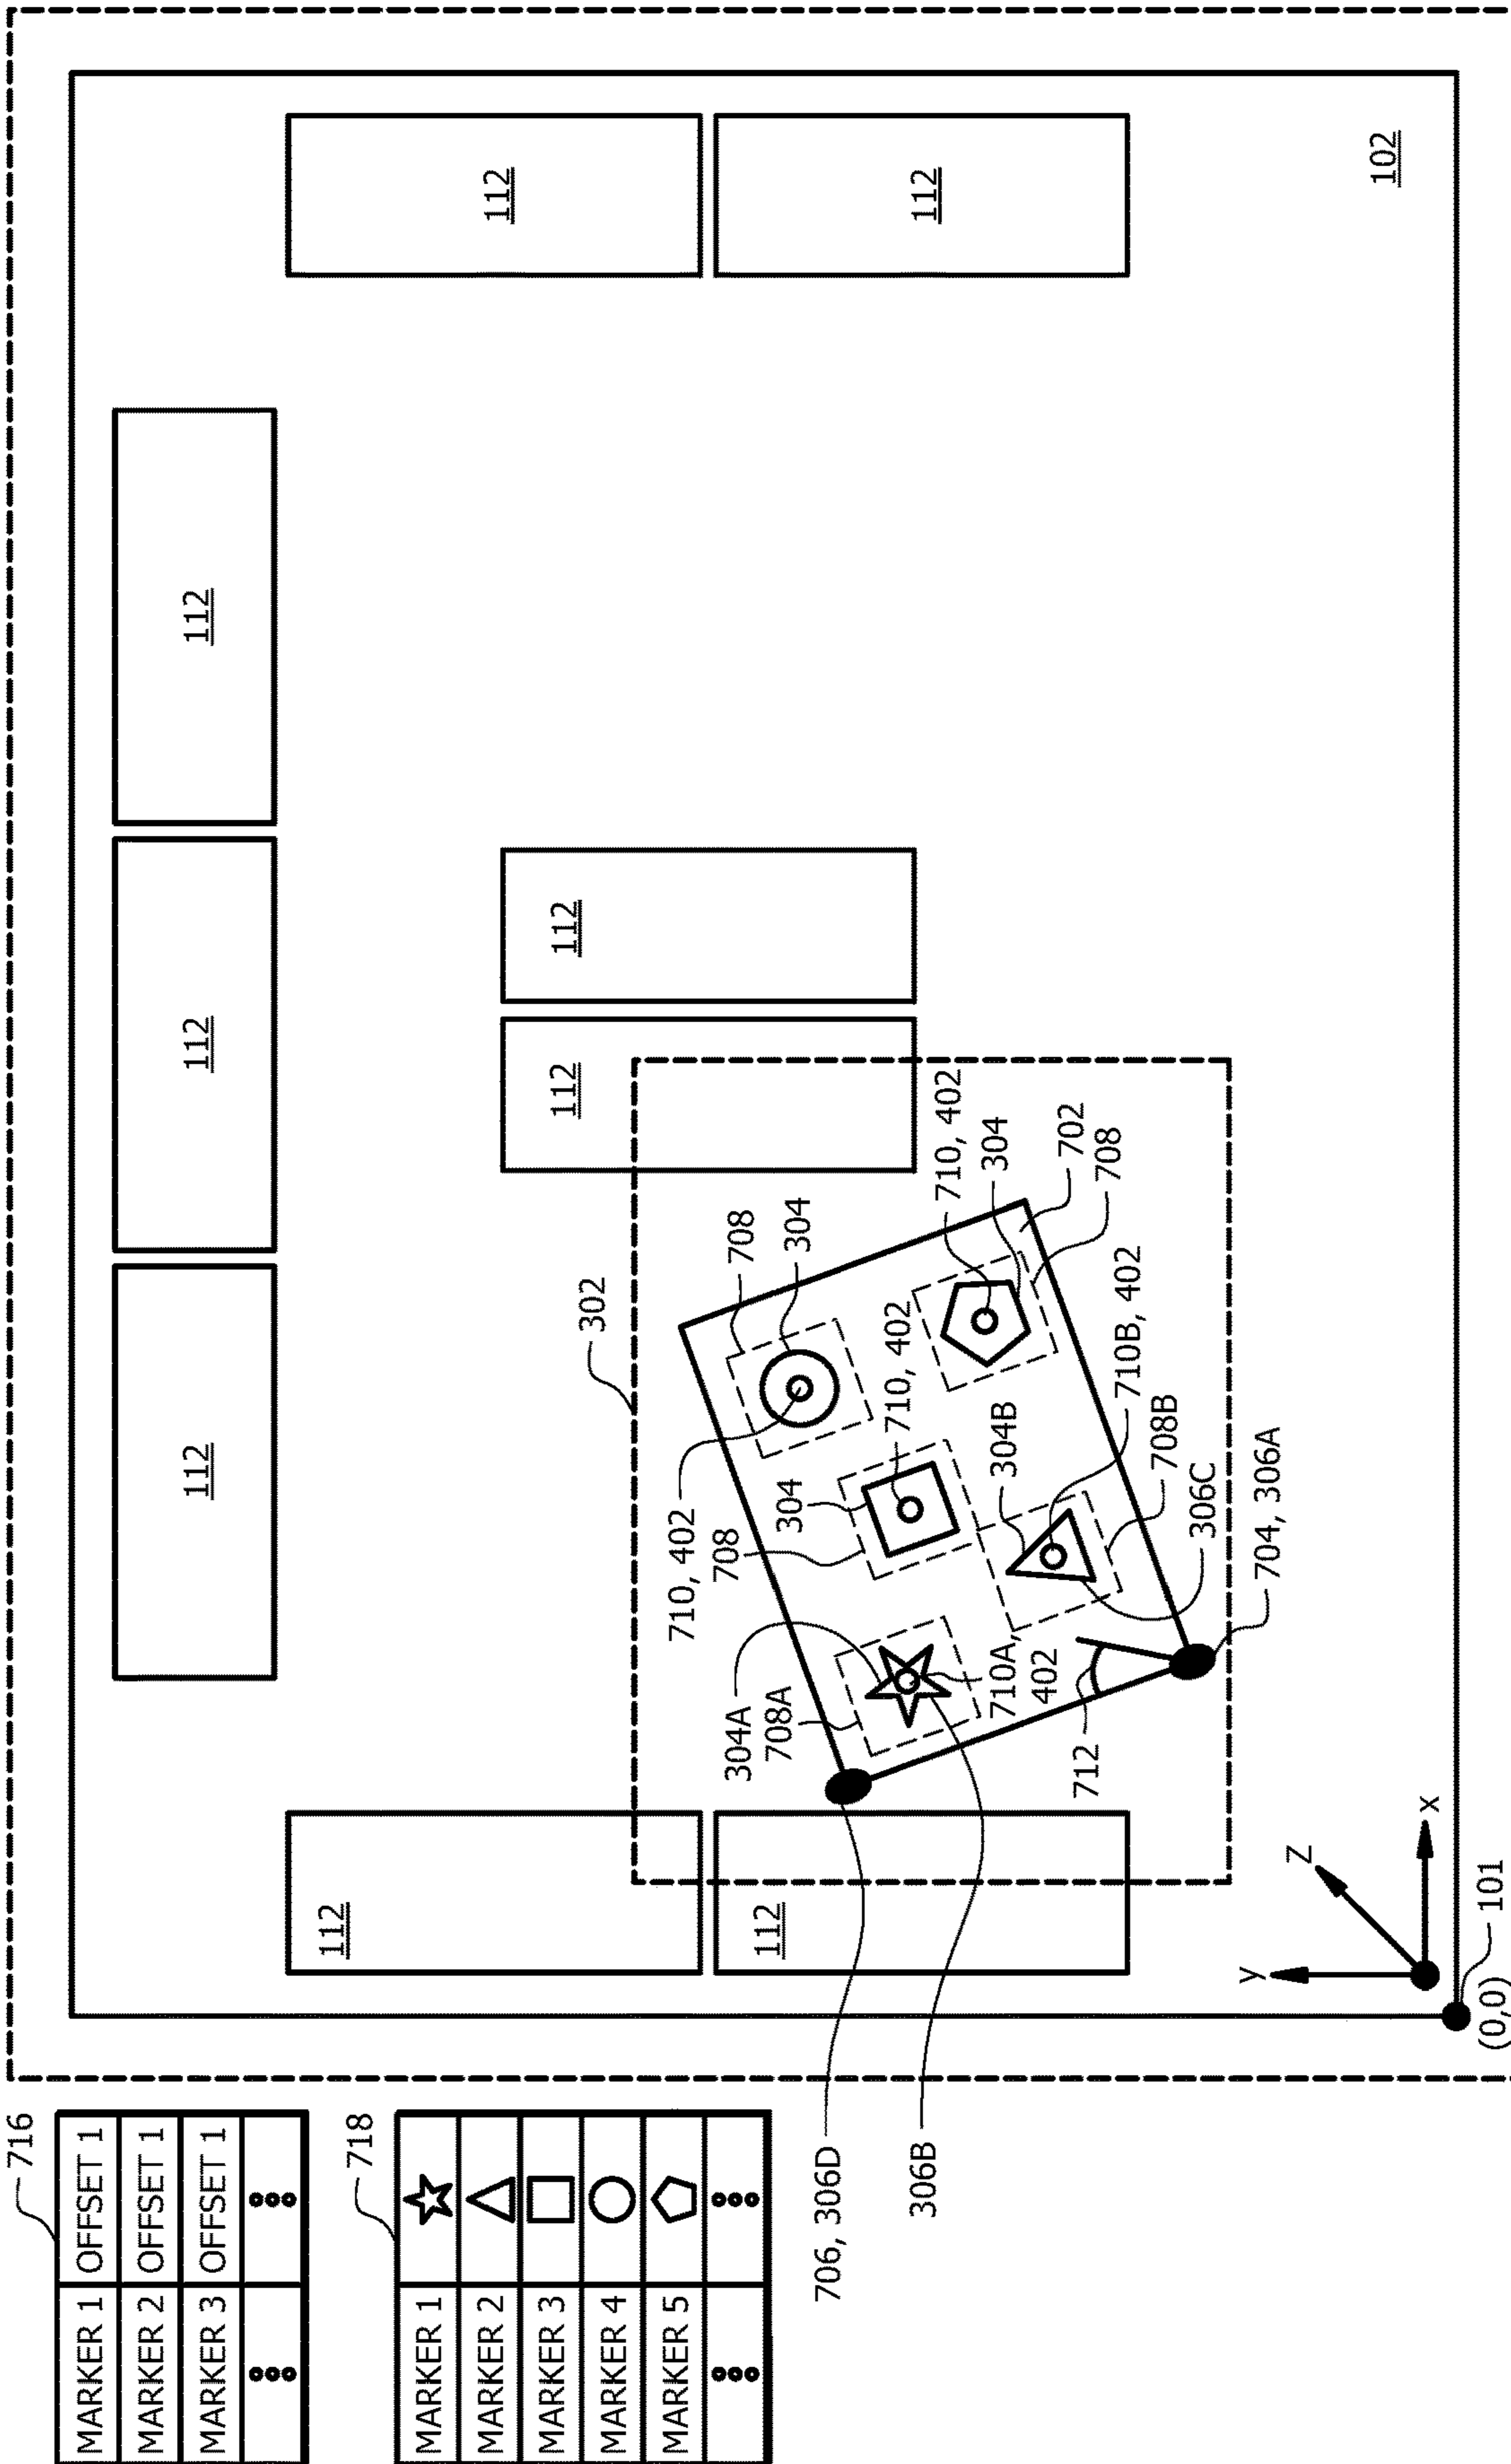 716
MARKER 1 OFFSET 1
MARKER 2 OFFSET 1
MARKER 3 OFFSET 1
718
MARKER 1
MARKER 2
MARKER 3
MARKER 4
MARKER 5
706, 306D
306B
112
112
112
112
112
112
112
112
112
302
710, 402
708
304
708
304
710, 402
710, 402
304
702
708
304A
708A
710A,
402
304B
710B, 402
708B
306C
704, 306A
712
y
Z
x
101
(0,0)
102